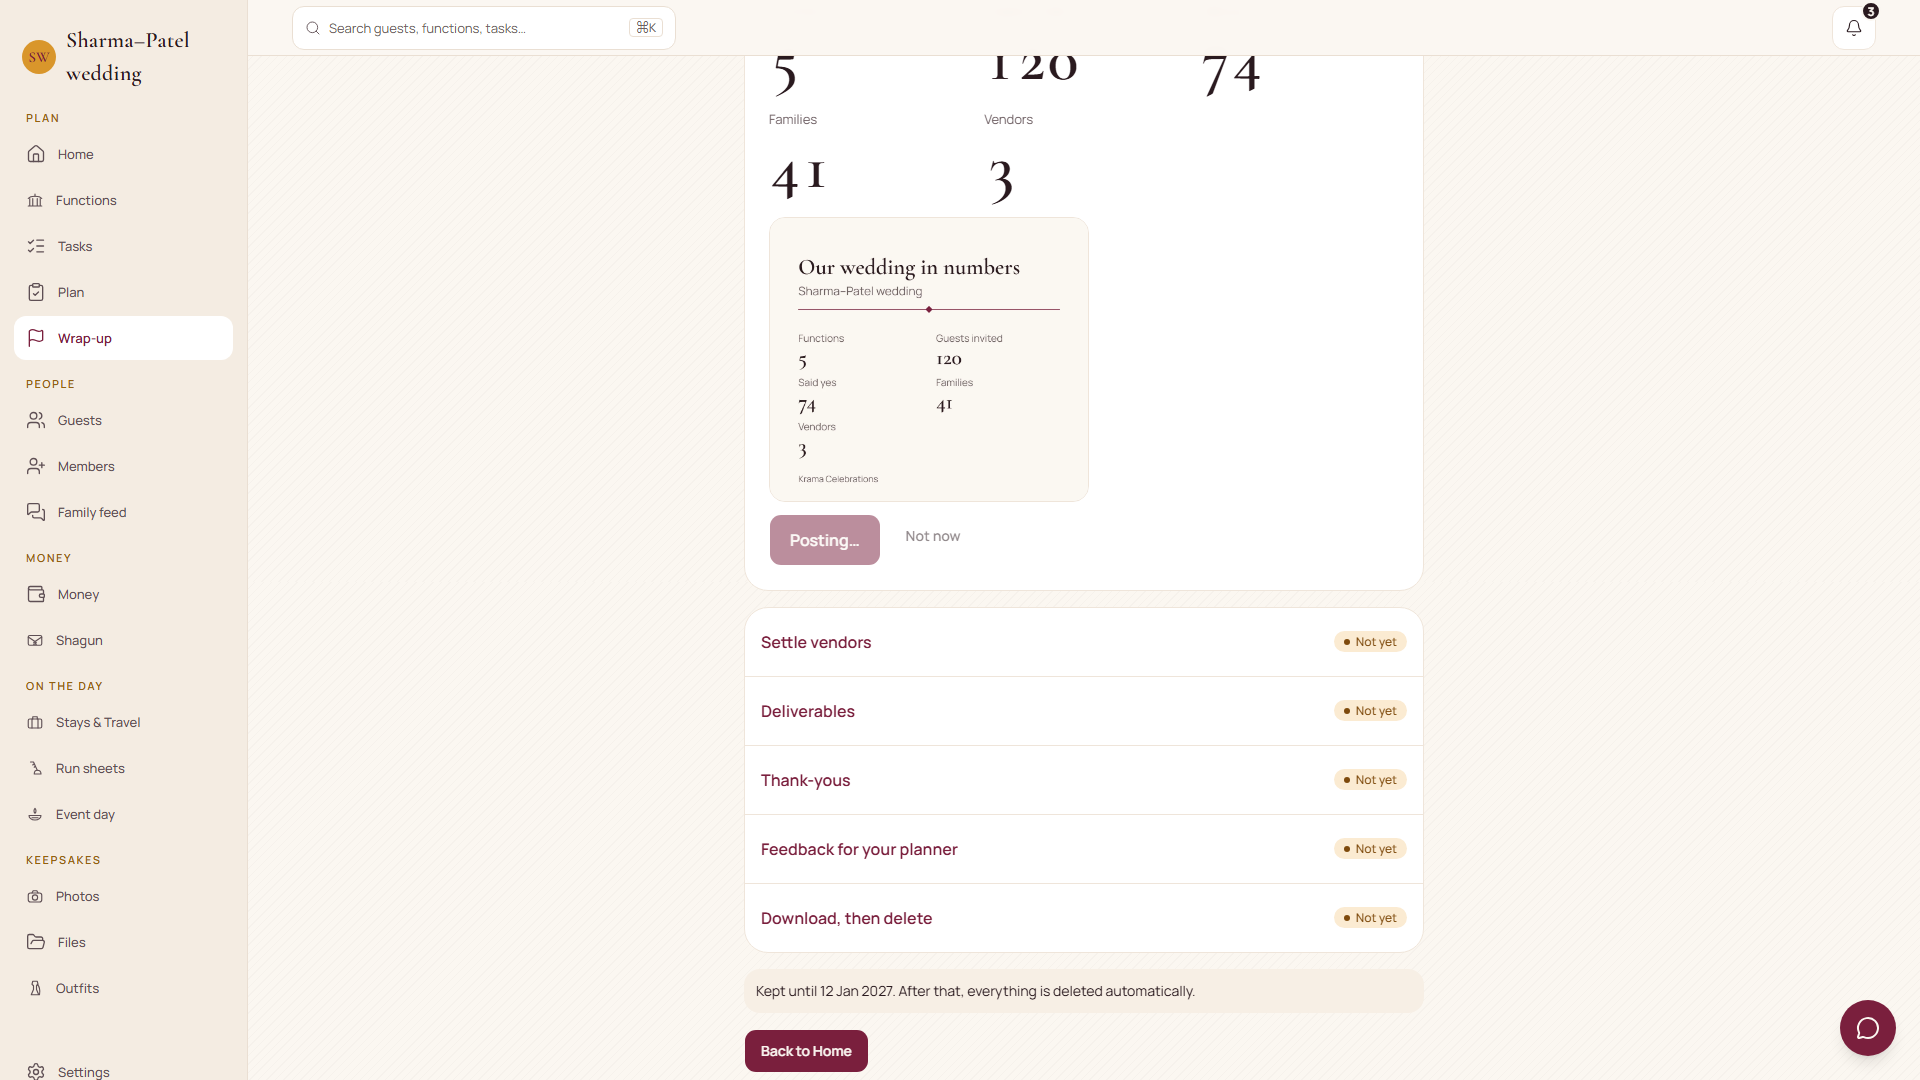 Sharma–Patel
wedding
SW
Search guests, functions, tasks...
⌘K
3
PLAN
Home
Functions
Tasks
Plan
Wrap-up
PEOPLE
Guests
Members
Family feed
MONEY
Money
Shagun
ON THE DAY
Stays & Travel
Run sheets
Event day
KEEPSAKES
Photos
Files
Outfits
Settings
5
120
74
Families
Vendors
41
3
Our wedding in numbers
Sharma–Patel wedding
Functions
Guests invited
5
120
Said yes
Families
74
41
Vendors
3
Krama Celebrations
Posting...
Not now
Settle vendors
Not yet
Deliverables
Not yet
Thank-yous
Not yet
Feedback for your planner
Not yet
Download, then delete
Not yet
Kept until 12 Jan 2027. After that, everything is deleted automatically.
Back to Home